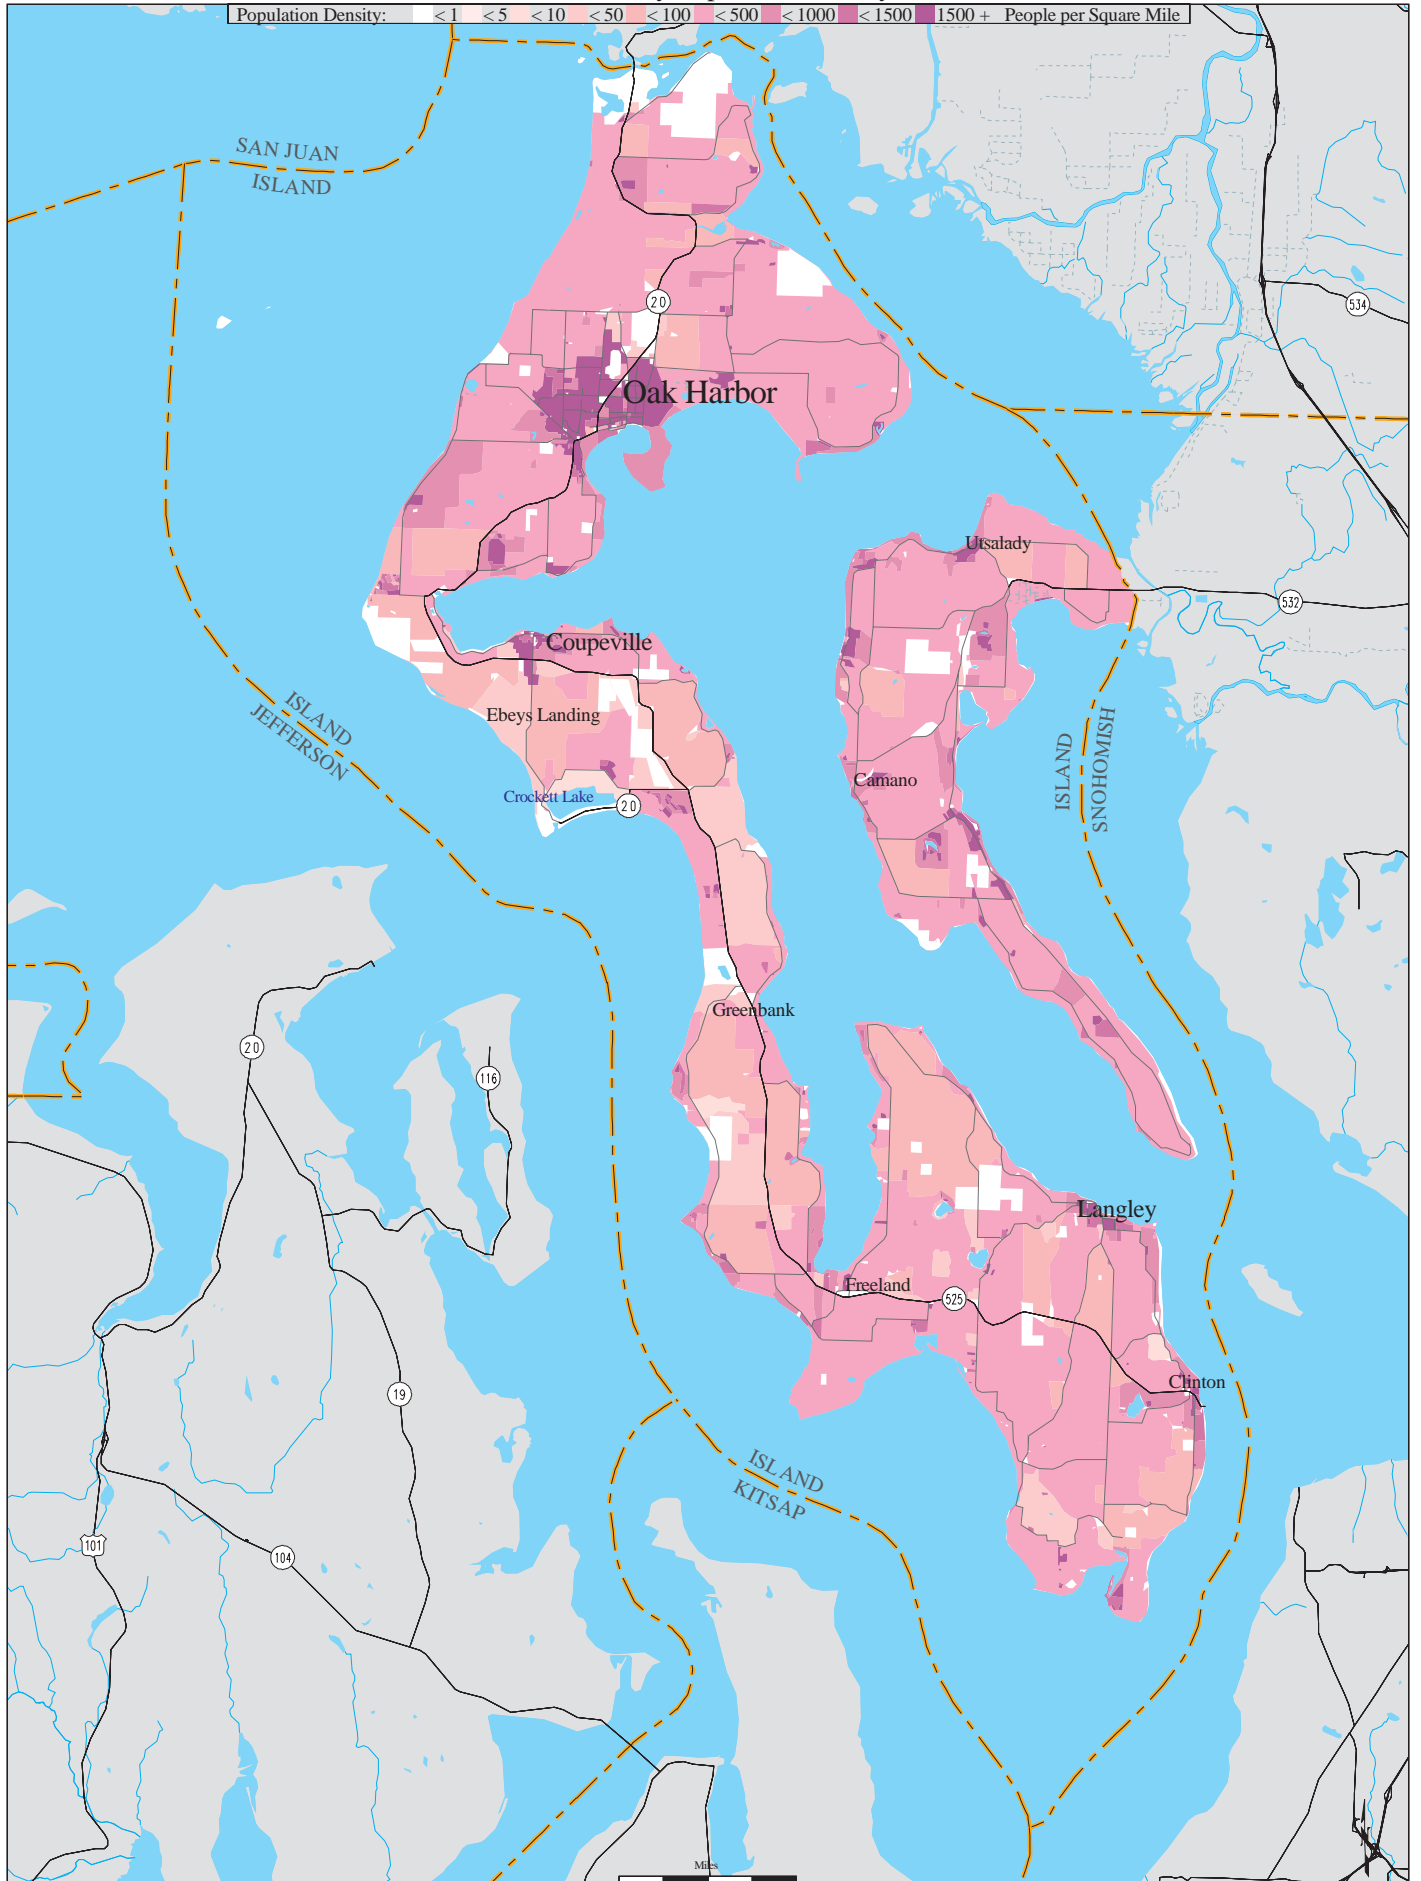 Population Density: < 1 < 5 < 10 < 50 < 100 < 500 < 1000 < 1500 1500 + People per Square Mile
SAN JUAN
ISLAND
20
534
Oak Harbor
Utsalady
532
Coupeville
ISLAND
JEFFERSON
Ebeys Landing
ISLAND
SNOHOMISH
Camano
Crockett Lake
20
Greenbank
20
116
Langley
Freeland
525
Clinton
19
ISLAND
KITSAP
101
104
Miles